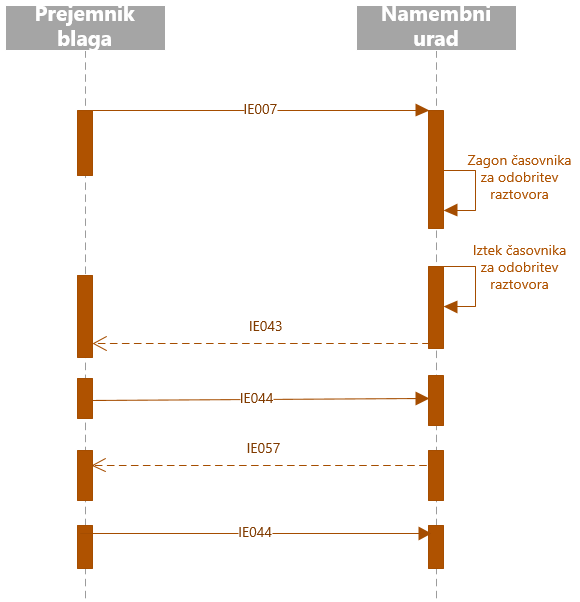 Prejemnik
blaga
Namembni
urad
IE007
Zagon časovnika
za odobritev
raztovora
Iztek časovnika
za odobritev
raztovora
IE043
IE044
IE057
IE044